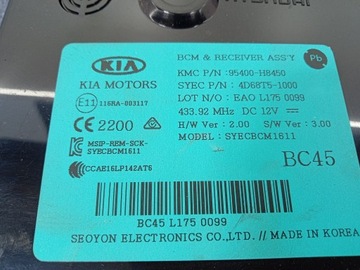 HYUNDAI
KIA
KIA MOTORS
BCM & RECEIVER ASS'Y
Pb
KMC P/N : 95400-H8450
SYEC P/N : 4D68T5-1000
LOT N/O : EAO L175 0099
433.92 MHz DC 12V
H/W Ver : 2.00 S/W Ver : 3.00
MODEL : SYECBCM1611
E11 116RA-003117
CE 2200
MSIP-REM-SCK-
SYECBCM1611
CCAE16LP142AT6
BC45
BC45 L175 0099
SEOYON ELECTRONICS CO.,LTD. // MADE IN KOREA